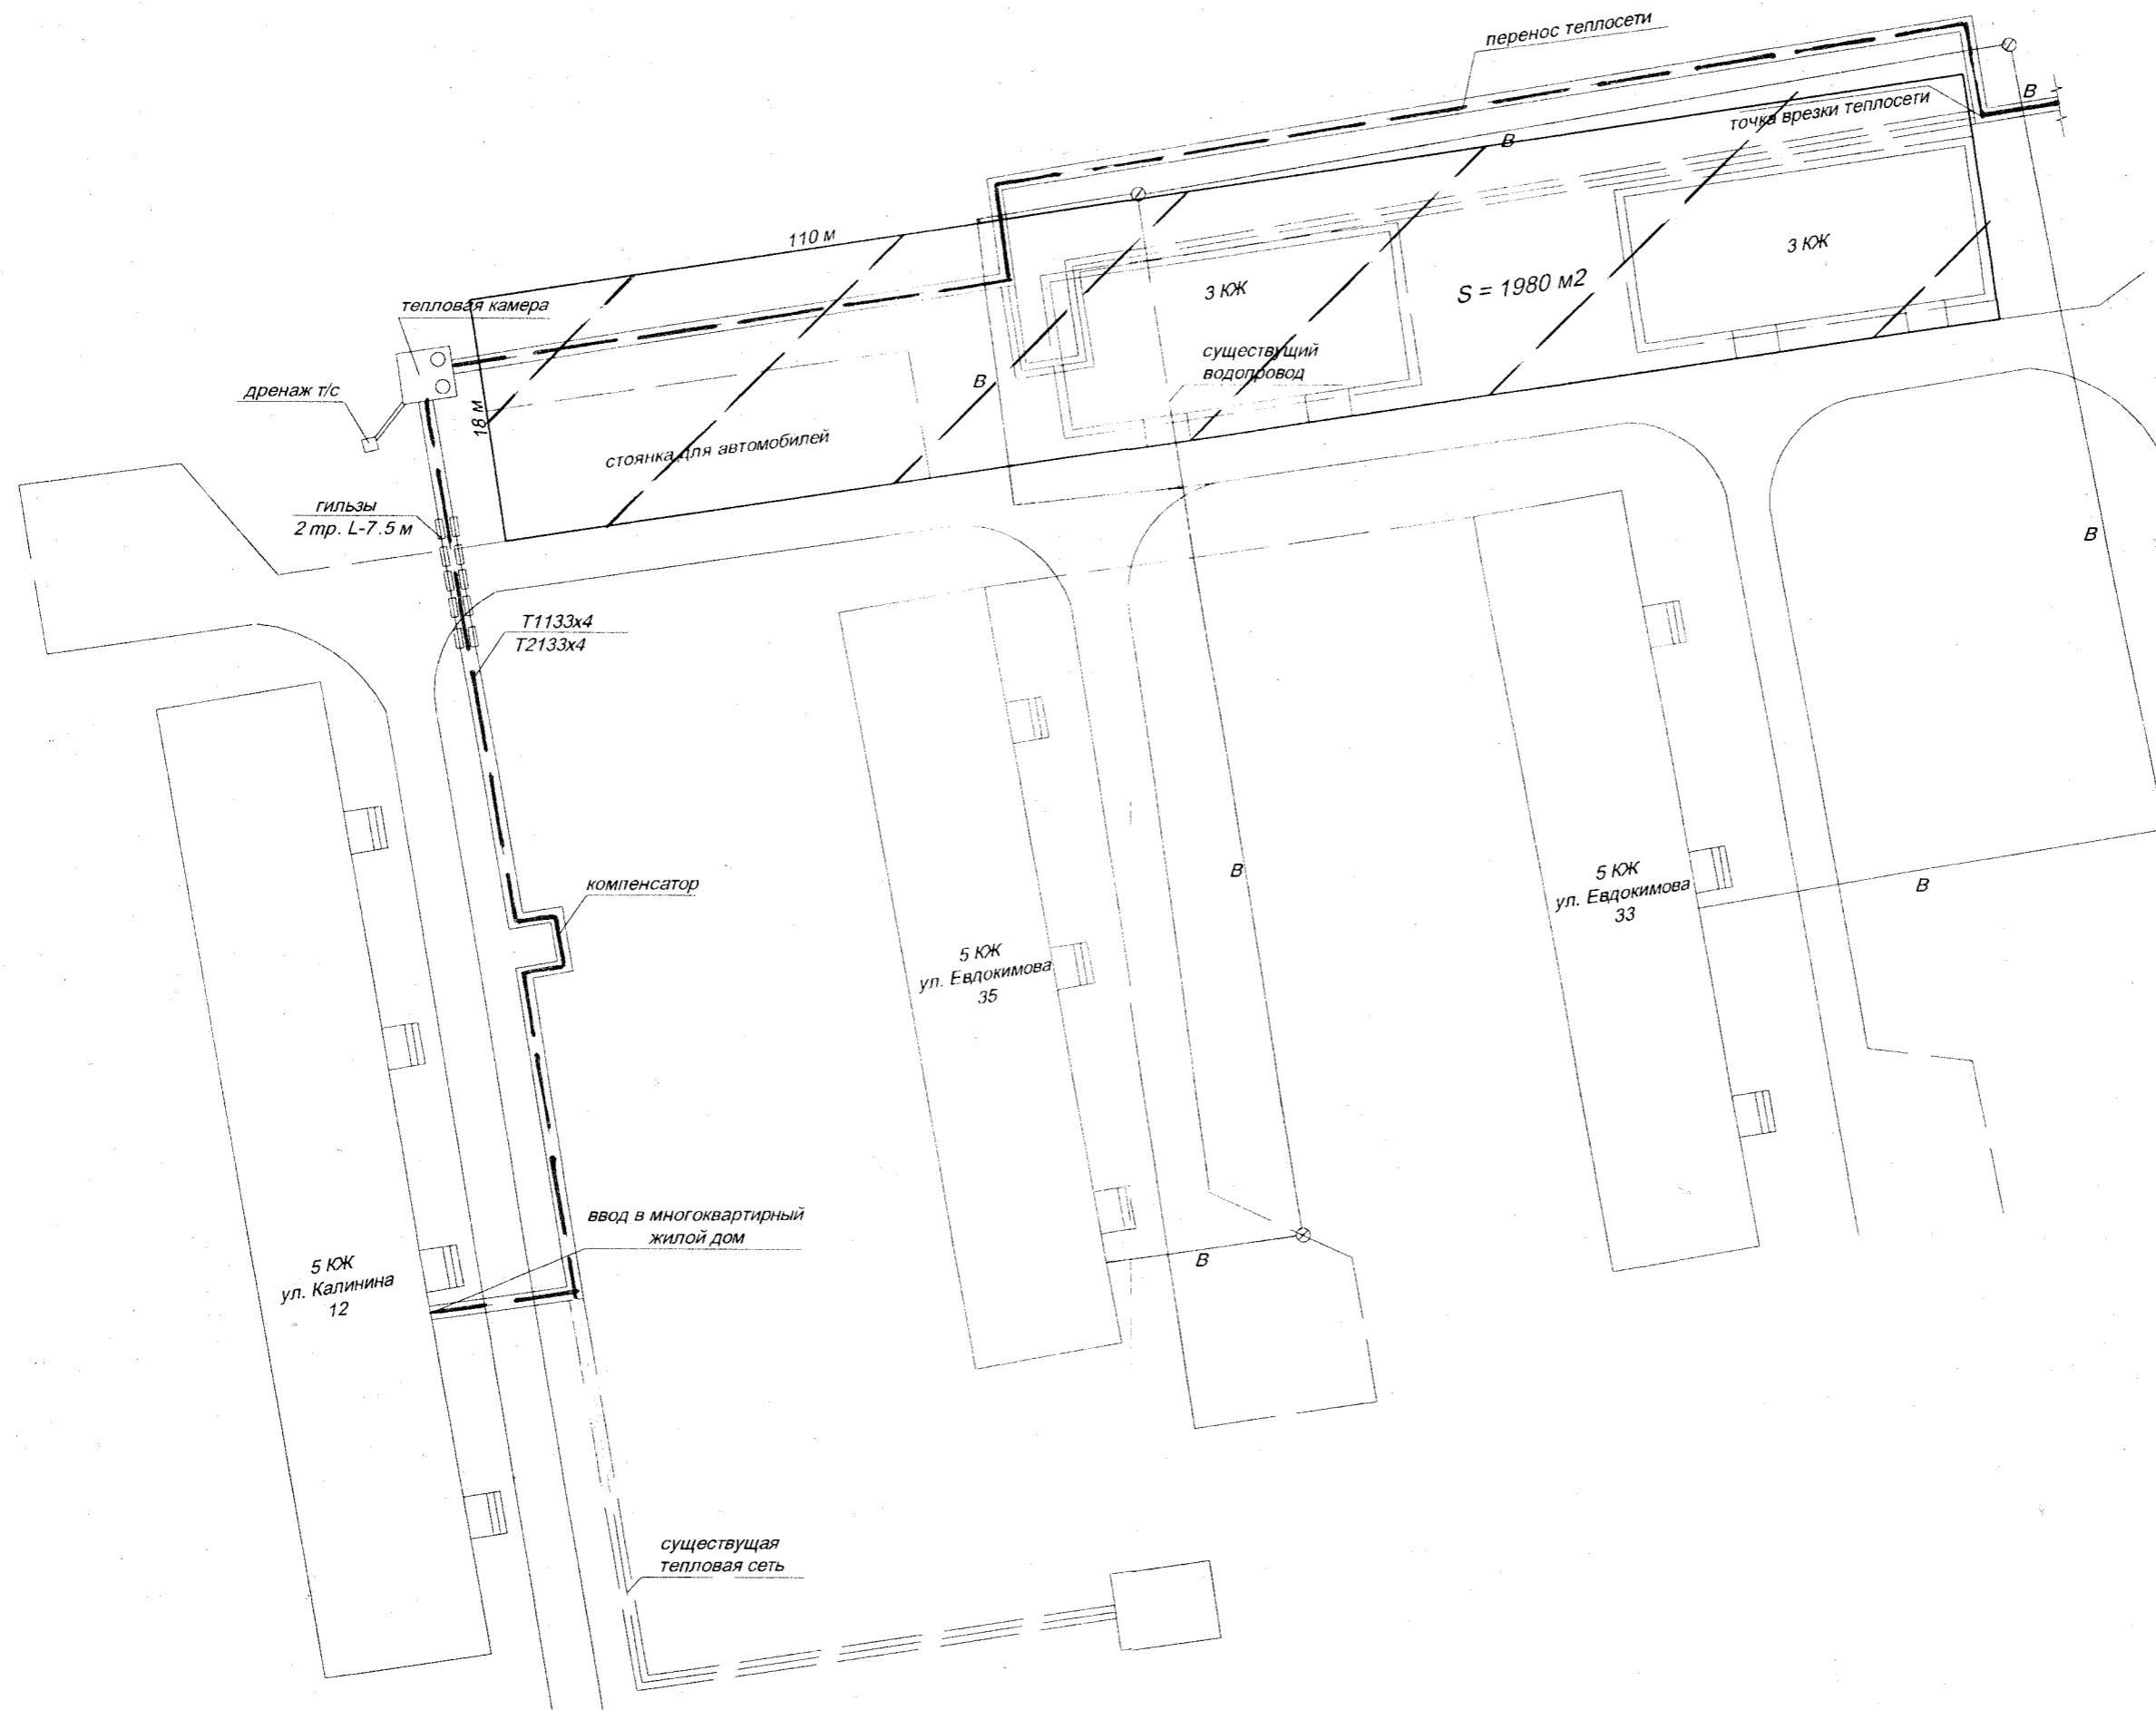 перенос теплосети
В
точка врезки теплосети
В
110 м
3 КЖ
3 КЖ
S = 1980 м2
тепловая камера
существущий
водопровод
В
дренаж т/с
18 м
стоянка для автомобилей
гильзы
2 тр. L-7.5 м
В
Т1133х4
Т2133х4
В
5 КЖ
ул. Евдокимова
33
В
компенсатор
5 КЖ
ул. Евдокимова
35
ввод в многоквартирный
жилой дом
В
5 КЖ
ул. Калинина
12
существущая
тепловая сеть